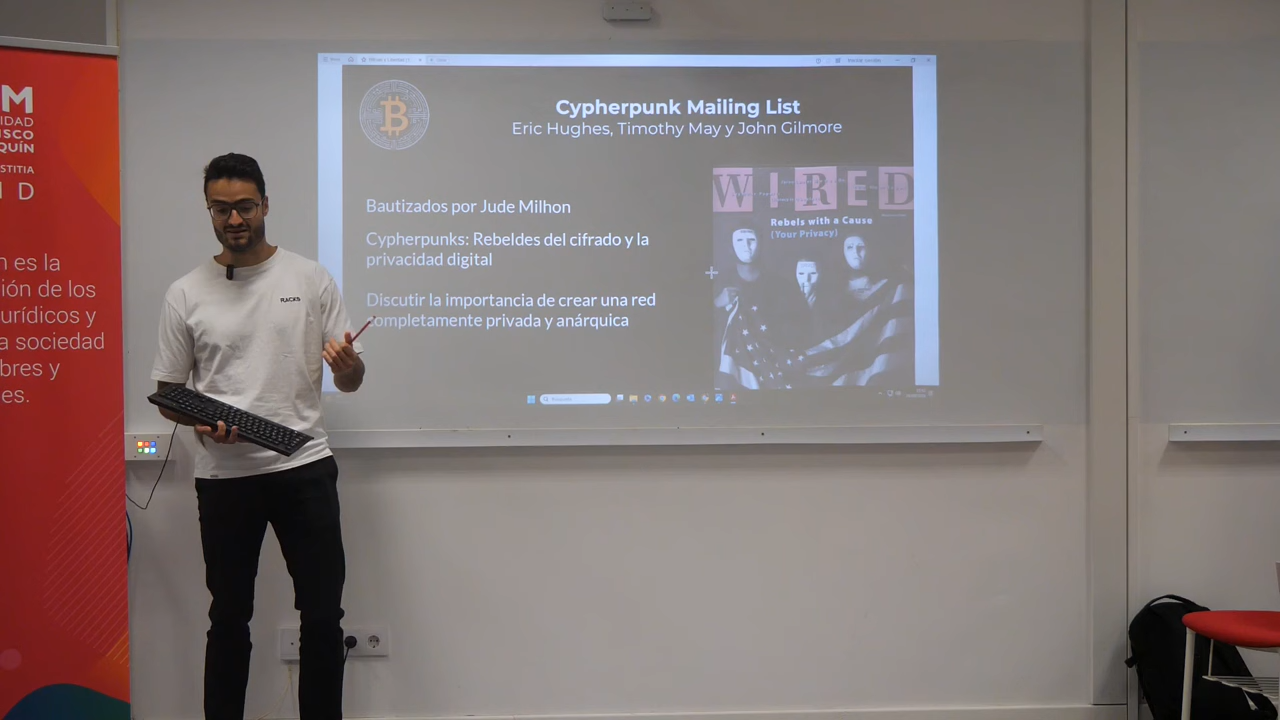 M
IDAD
ISCO
QUÍN
STITIA
I D
n es la
ión de los
urídicos y
a sociedad
bres y
es.
RACKS
Cypherpunk Mailing List
Eric Hughes, Timothy May y John Gilmore
Bautizados por Jude Milhon
Cypherpunks: Rebeldes del cifrado y la
privacidad digital
Discutir la importancia de crear una red
completamente privada y anárquica
WIRED
Rebels with a Cause
(Your Privacy)